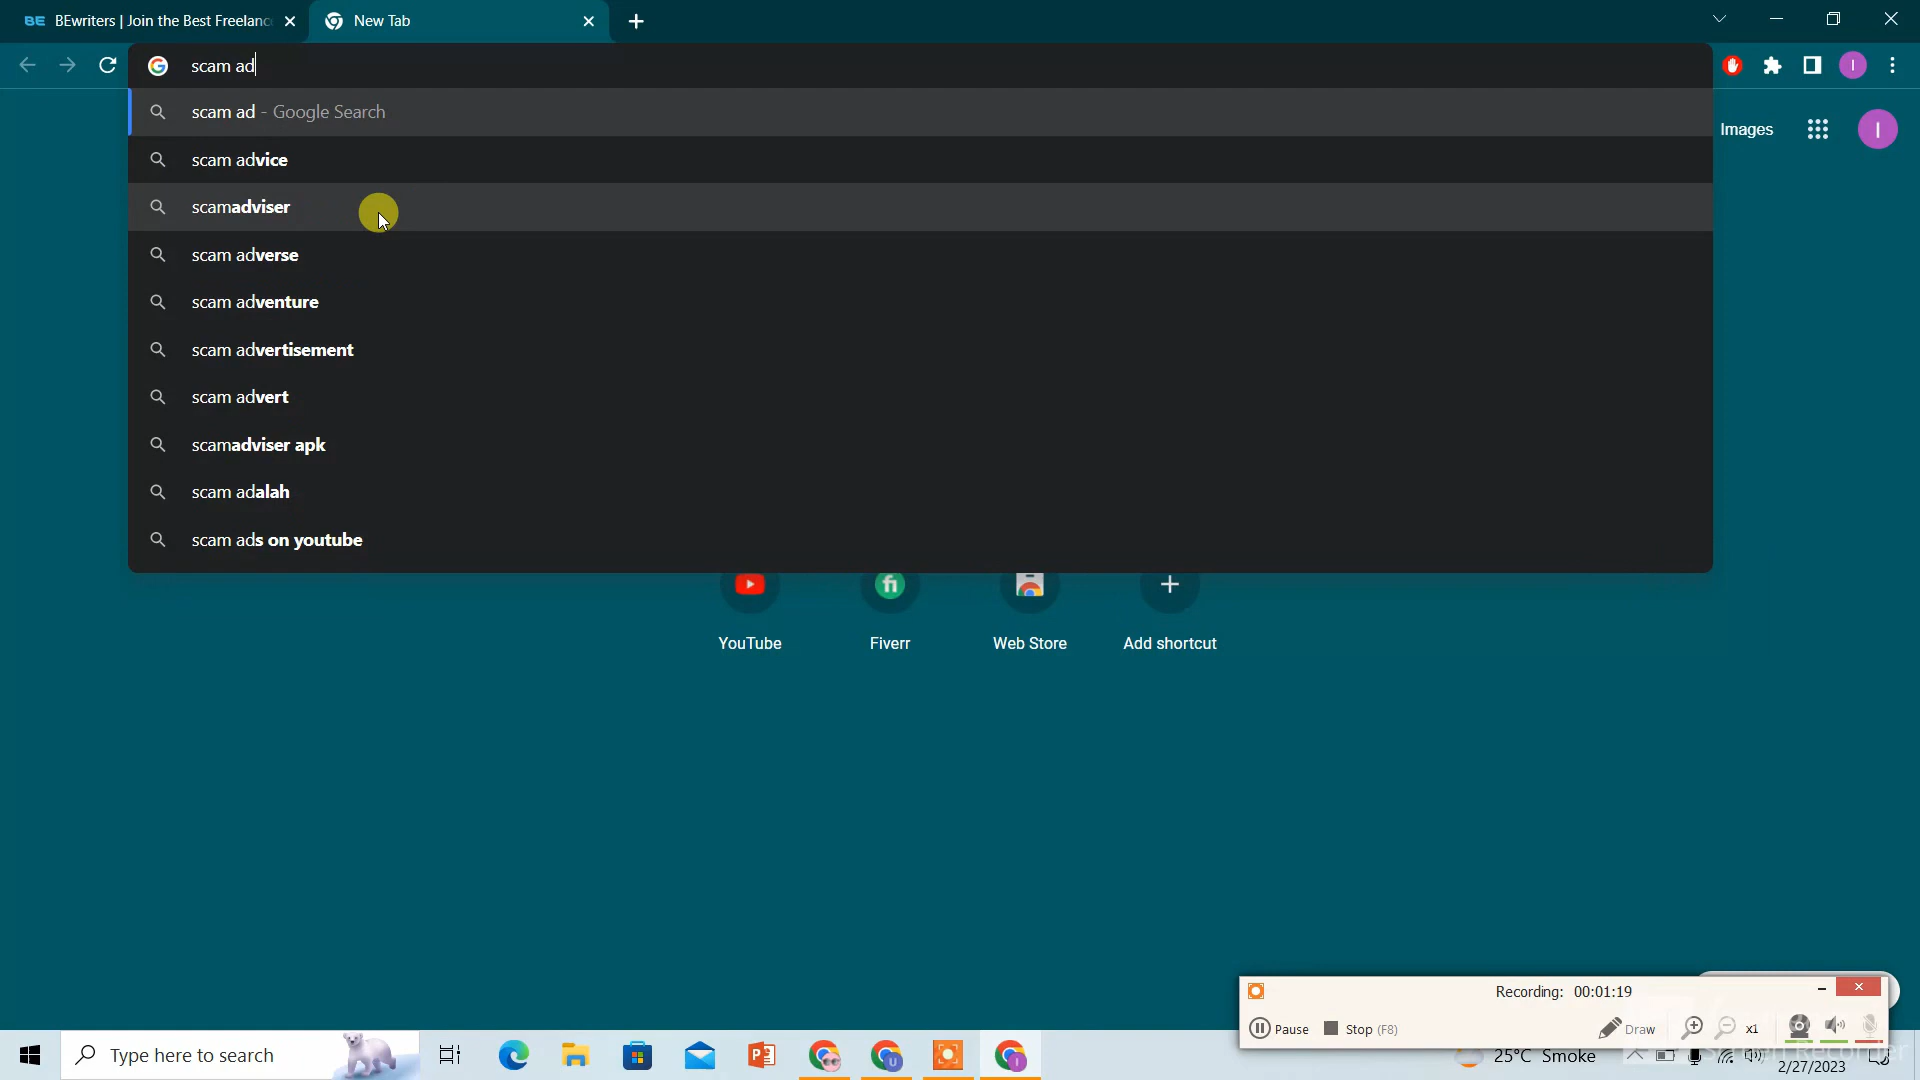 BE BEwriters | Join the Best Freelanc
New Tab
scam ad
scam ad - Google Search
scam advice
scamadviser
scam adverse
scam adventure
scam advertisement
scam advert
scamadviser apk
scam adalah
scam ads on youtube
Images
I
I
YouTube
Fiverr
Web Store
Add shortcut
Recording: 00:01:19
Pause
Stop (F8)
Draw
x1
Type here to search
25°C Smoke
2/27/2023